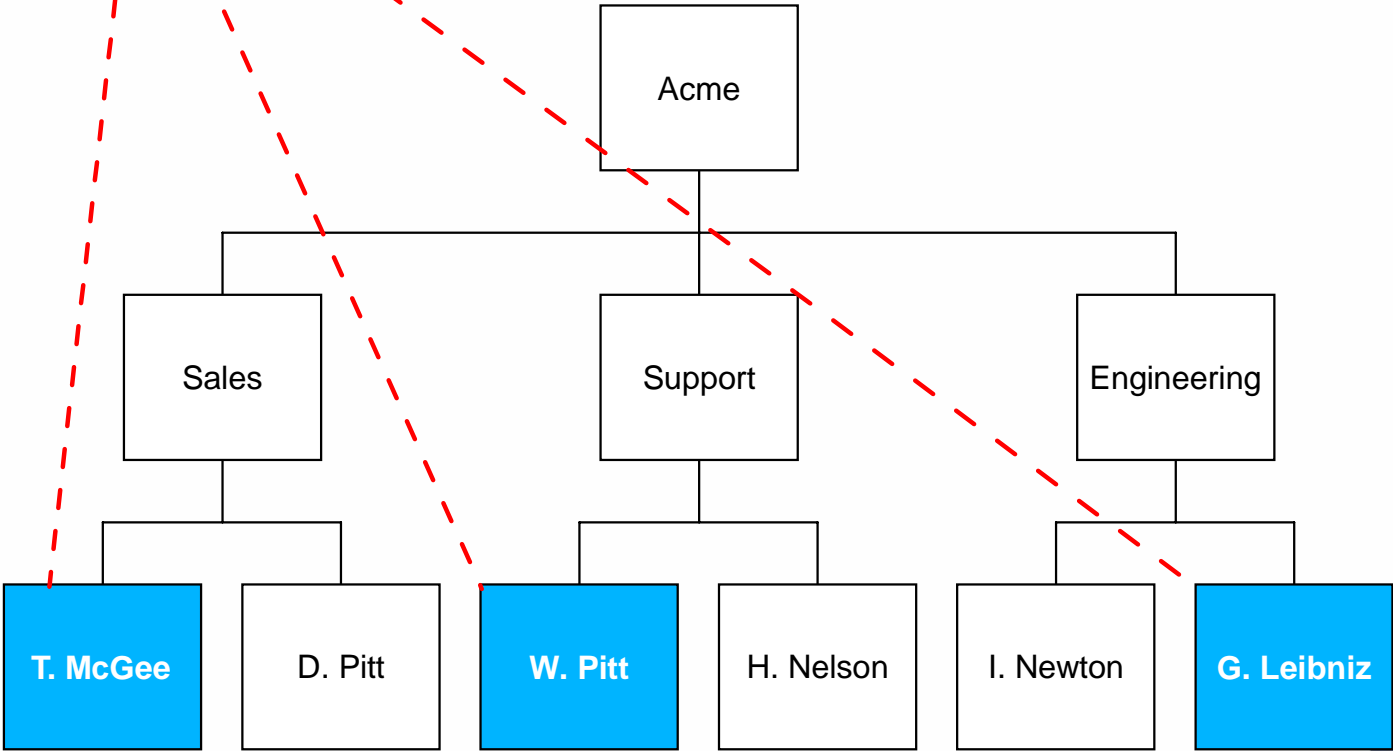 Acme
Sales
Support
Engineering
T. McGee
D. Pitt
W. Pitt
H. Nelson
I. Newton
G. Leibniz